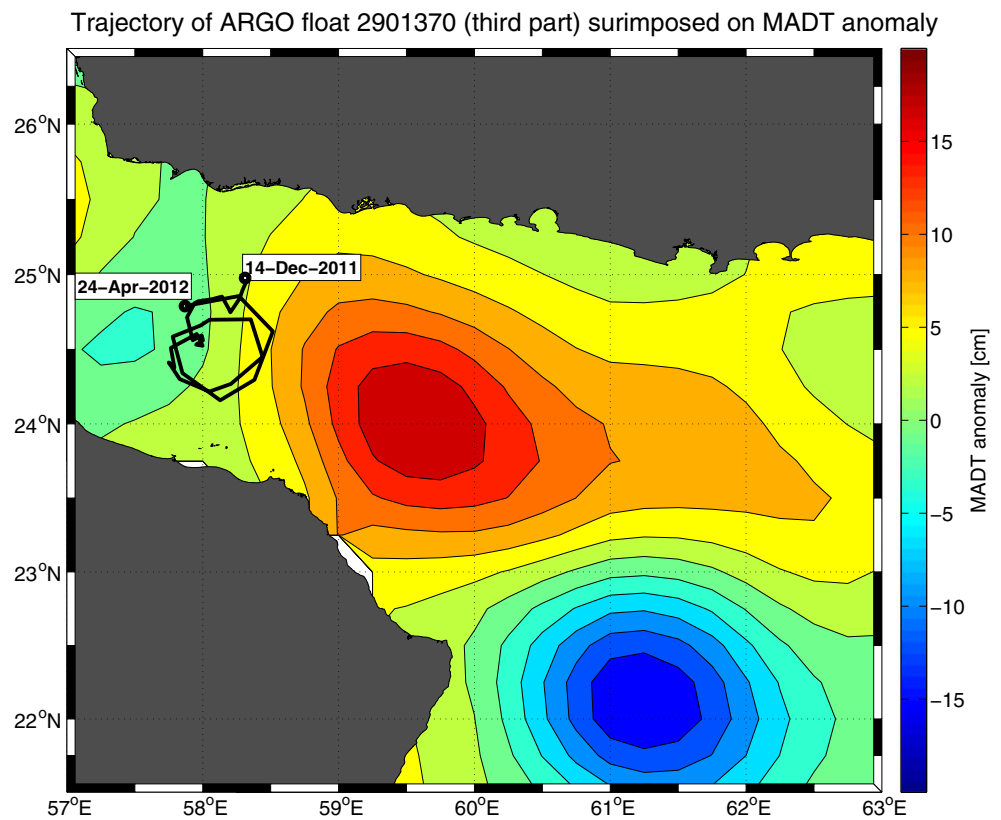 Trajectory of ARGO float 2901370 (third part) surimposed on MADT anomaly
26°N
25°N
24°N
23°N
22°N
14−Dec−2011
24−Apr−2012
57°E
58°E
59°E
60°E
61°E
62°E
63°E
15
10
5
0
−5
−10
−15
MADT anomaly [cm]